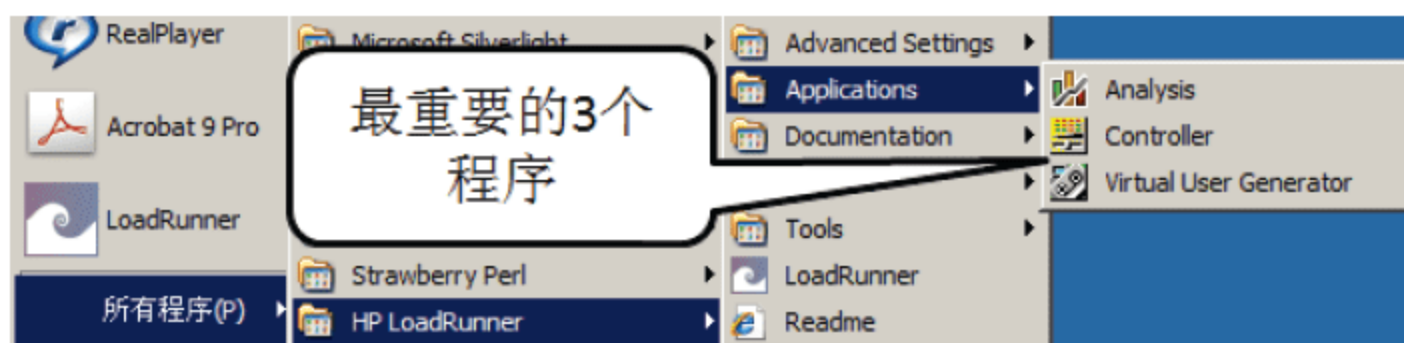 RealPlayer
Acrobat 9 Pro
LoadRunner
所有程序(P)
Microsoft Silverlight
最重要的3个
程序
Strawberry Perl
HP LoadRunner
Advanced Settings
Applications
Documentation
Tools
LoadRunner
Readme
Analysis
Controller
Virtual User Generator